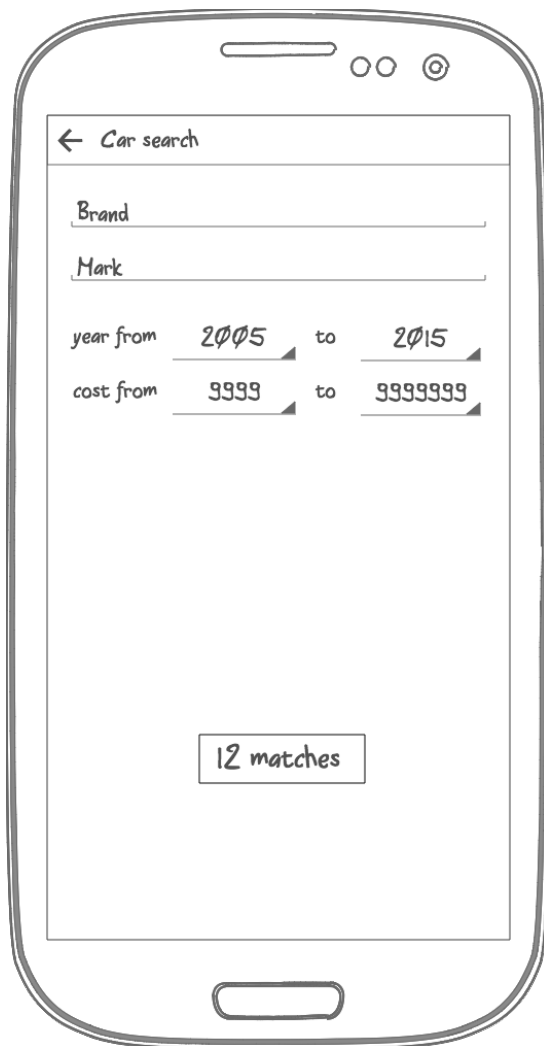 Car search
Brand
Mark
year from 2005 to 2015
cost from 9999 to 9999999
12 matches